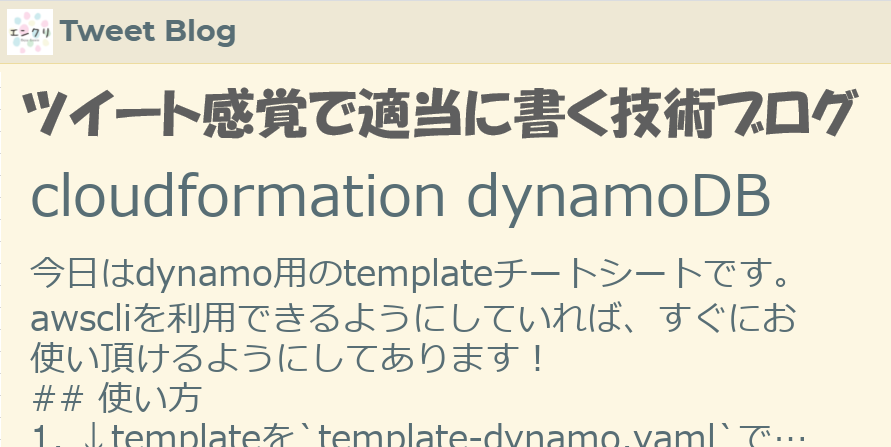 エンクリ
Tweet Blog
ツイート感覚で適当に書く技術ブログ
cloudformation dynamoDB
今日はdynamo用のtemplateチートシートです。
awscliを利用できるようにしていれば、すぐにお
使い頂けるようにしてあります！
## 使い方
1. ↓templateを`template-dynamo.yaml`で…